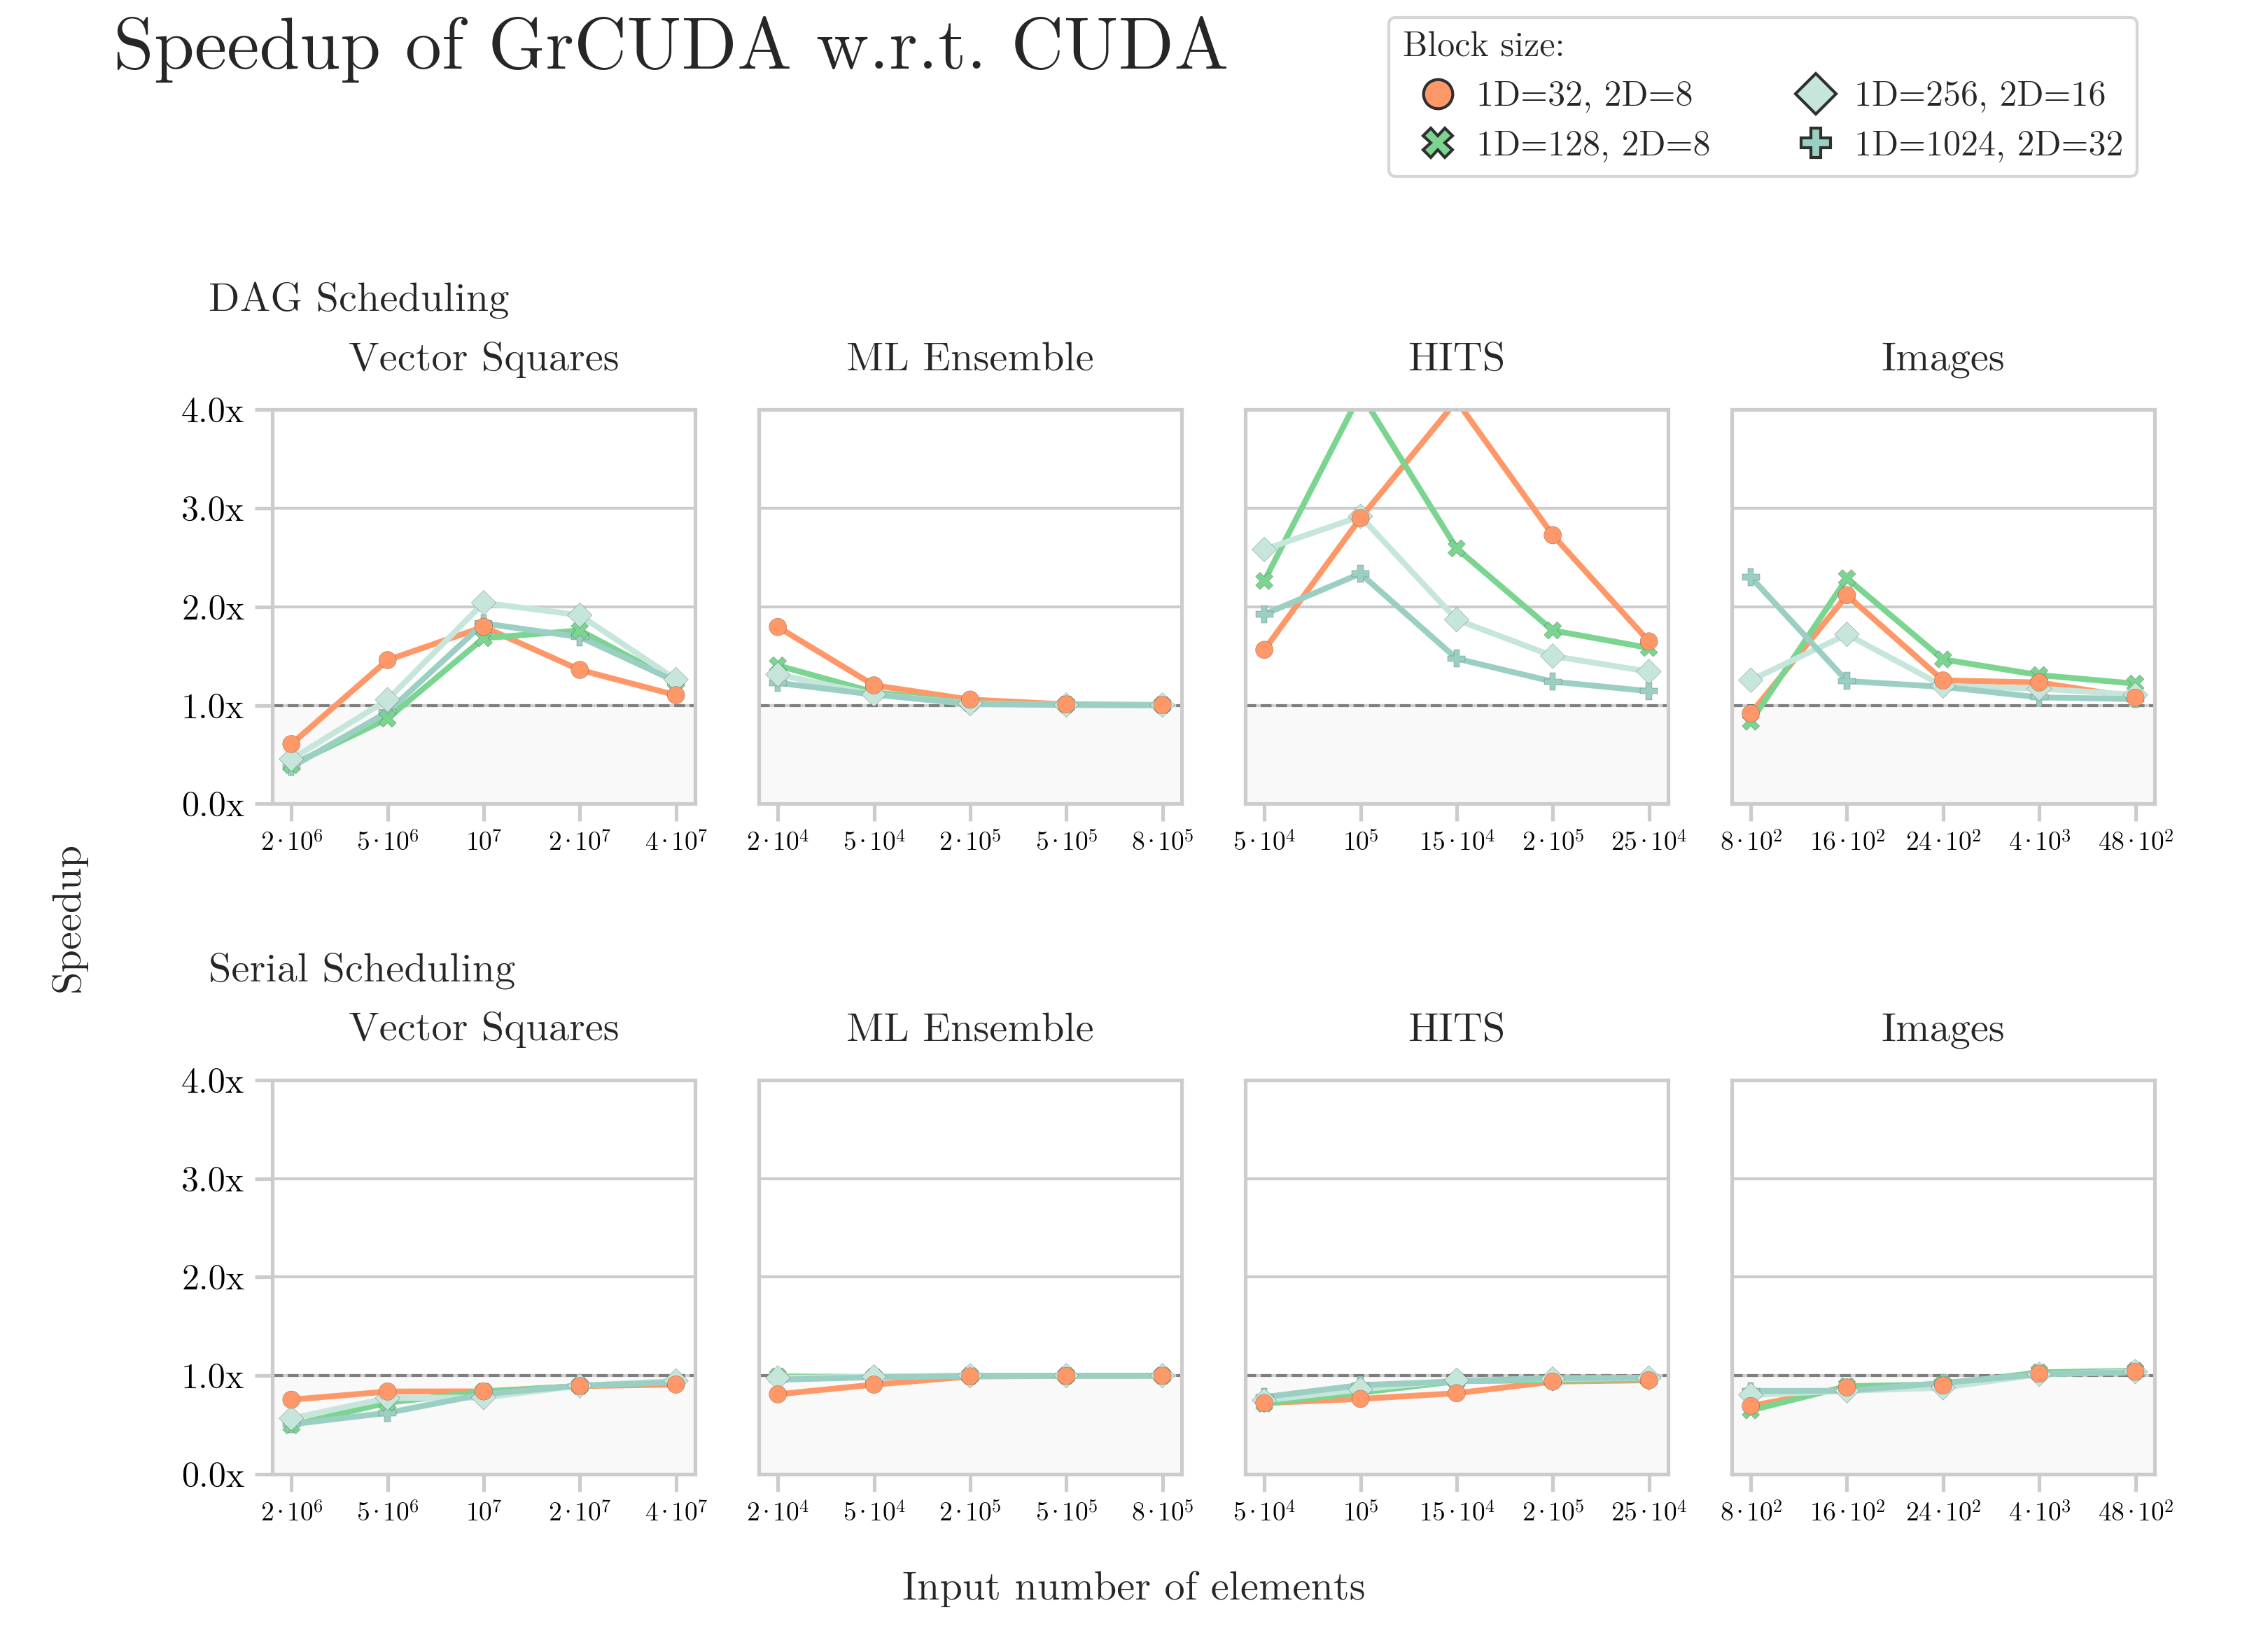 Speedup of GrCUDA w.r.t. CUDA
Block size:
1D=32, 2D=8
1D=256, 2D=16
1D=128, 2D=8
1D=1024, 2D=32
DAG Scheduling
Vector Squares
ML Ensemble
HITS
Images
4.0x
3.0x
2.0x
1.0x
0.0x
2·10⁶ 5·10⁶ 10⁷ 2·10⁷ 4·10⁷
2·10⁴ 5·10⁴ 2·10⁵ 5·10⁵ 8·10⁵
5·10⁴ 10⁵ 15·10⁴ 2·10⁵ 25·10⁴
8·10² 16·10² 24·10² 4·10³ 48·10²
Speedup
Serial Scheduling
Vector Squares
ML Ensemble
HITS
Images
4.0x
3.0x
2.0x
1.0x
0.0x
2·10⁶ 5·10⁶ 10⁷ 2·10⁷ 4·10⁷
2·10⁴ 5·10⁴ 2·10⁵ 5·10⁵ 8·10⁵
5·10⁴ 10⁵ 15·10⁴ 2·10⁵ 25·10⁴
8·10² 16·10² 24·10² 4·10³ 48·10²
Input number of elements